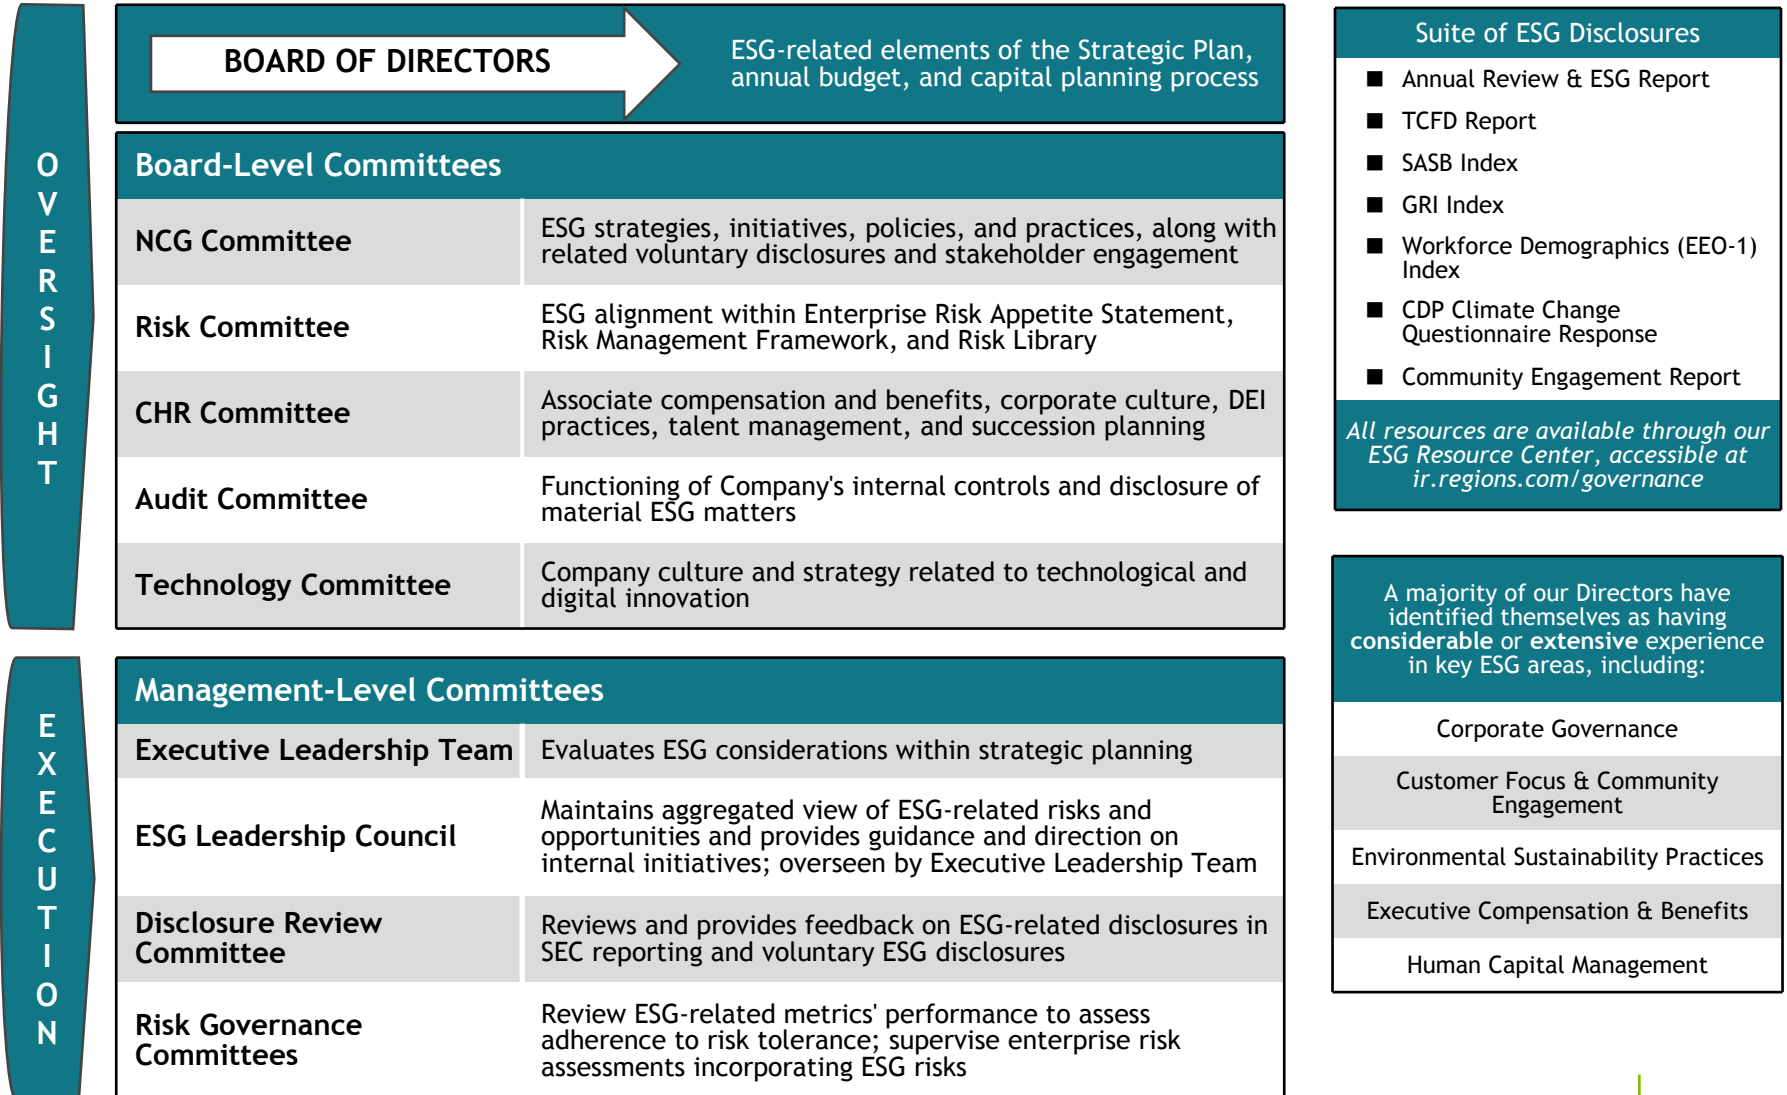 OVERSIGHT
BOARD OF DIRECTORS
ESG-related elements of the Strategic Plan,
annual budget, and capital planning process
Board-Level Committees
NCG Committee
ESG strategies, initiatives, policies, and practices, along with
related voluntary disclosures and stakeholder engagement
Risk Committee
ESG alignment within Enterprise Risk Appetite Statement,
Risk Management Framework, and Risk Library
CHR Committee
Associate compensation and benefits, corporate culture, DEI
practices, talent management, and succession planning
Audit Committee
Functioning of Company's internal controls and disclosure of
material ESG matters
Technology Committee
Company culture and strategy related to technological and
digital innovation
EXECUTION
Management-Level Committees
Executive Leadership Team
Evaluates ESG considerations within strategic planning
ESG Leadership Council
Maintains aggregated view of ESG-related risks and
opportunities and provides guidance and direction on
internal initiatives; overseen by Executive Leadership Team
Disclosure Review
Committee
Reviews and provides feedback on ESG-related disclosures in
SEC reporting and voluntary ESG disclosures
Risk Governance
Committees
Review ESG-related metrics' performance to assess
adherence to risk tolerance; supervise enterprise risk
assessments incorporating ESG risks
Suite of ESG Disclosures
■ Annual Review & ESG Report
■ TCFD Report
■ SASB Index
■ GRI Index
■ Workforce Demographics (EEO-1)
Index
■ CDP Climate Change
Questionnaire Response
■ Community Engagement Report
All resources are available through our
ESG Resource Center, accessible at
ir.regions.com/governance
A majority of our Directors have
identified themselves as having
considerable or extensive experience
in key ESG areas, including:
Corporate Governance
Customer Focus & Community
Engagement
Environmental Sustainability Practices
Executive Compensation & Benefits
Human Capital Management